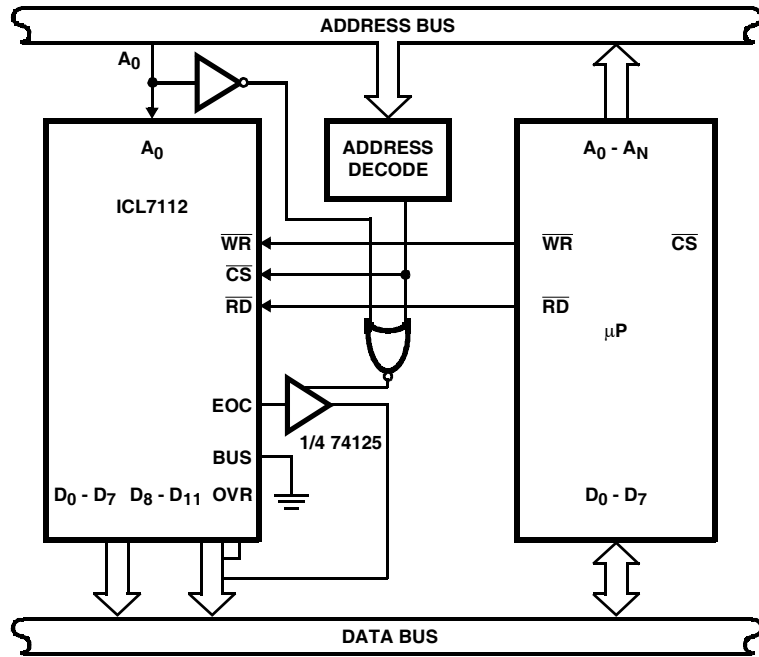 ADDRESS BUS
A0
A0
ADDRESS
DECODE
A0 - AN
ICL7112
WR
WR
CS
CS
RD
RD
μP
EOC
1/4 74125
BUS
D0 - D7
D8 - D11
OVR
D0 - D7
DATA BUS